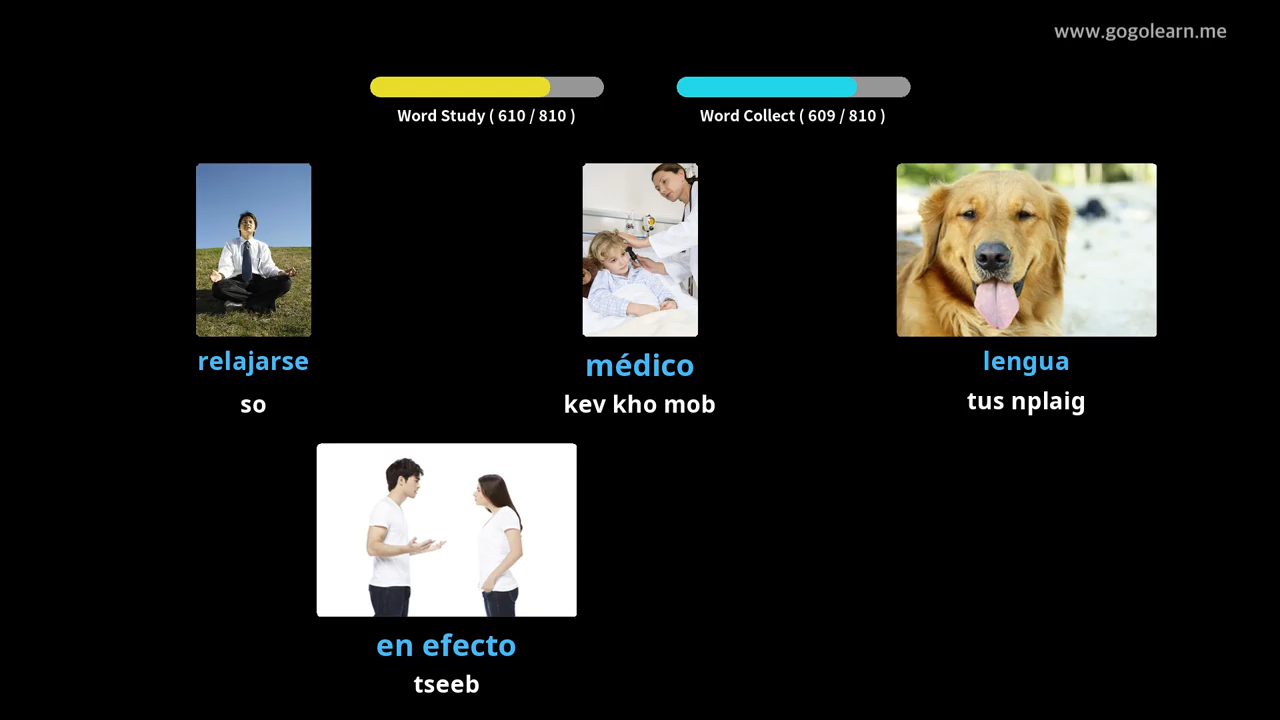 www.gogolearn.me
Word Study ( 610 / 810 )
Word Collect ( 609 / 810 )
relajarse
so
médico
kev kho mob
lengua
tus nplaig
en efecto
tseeb